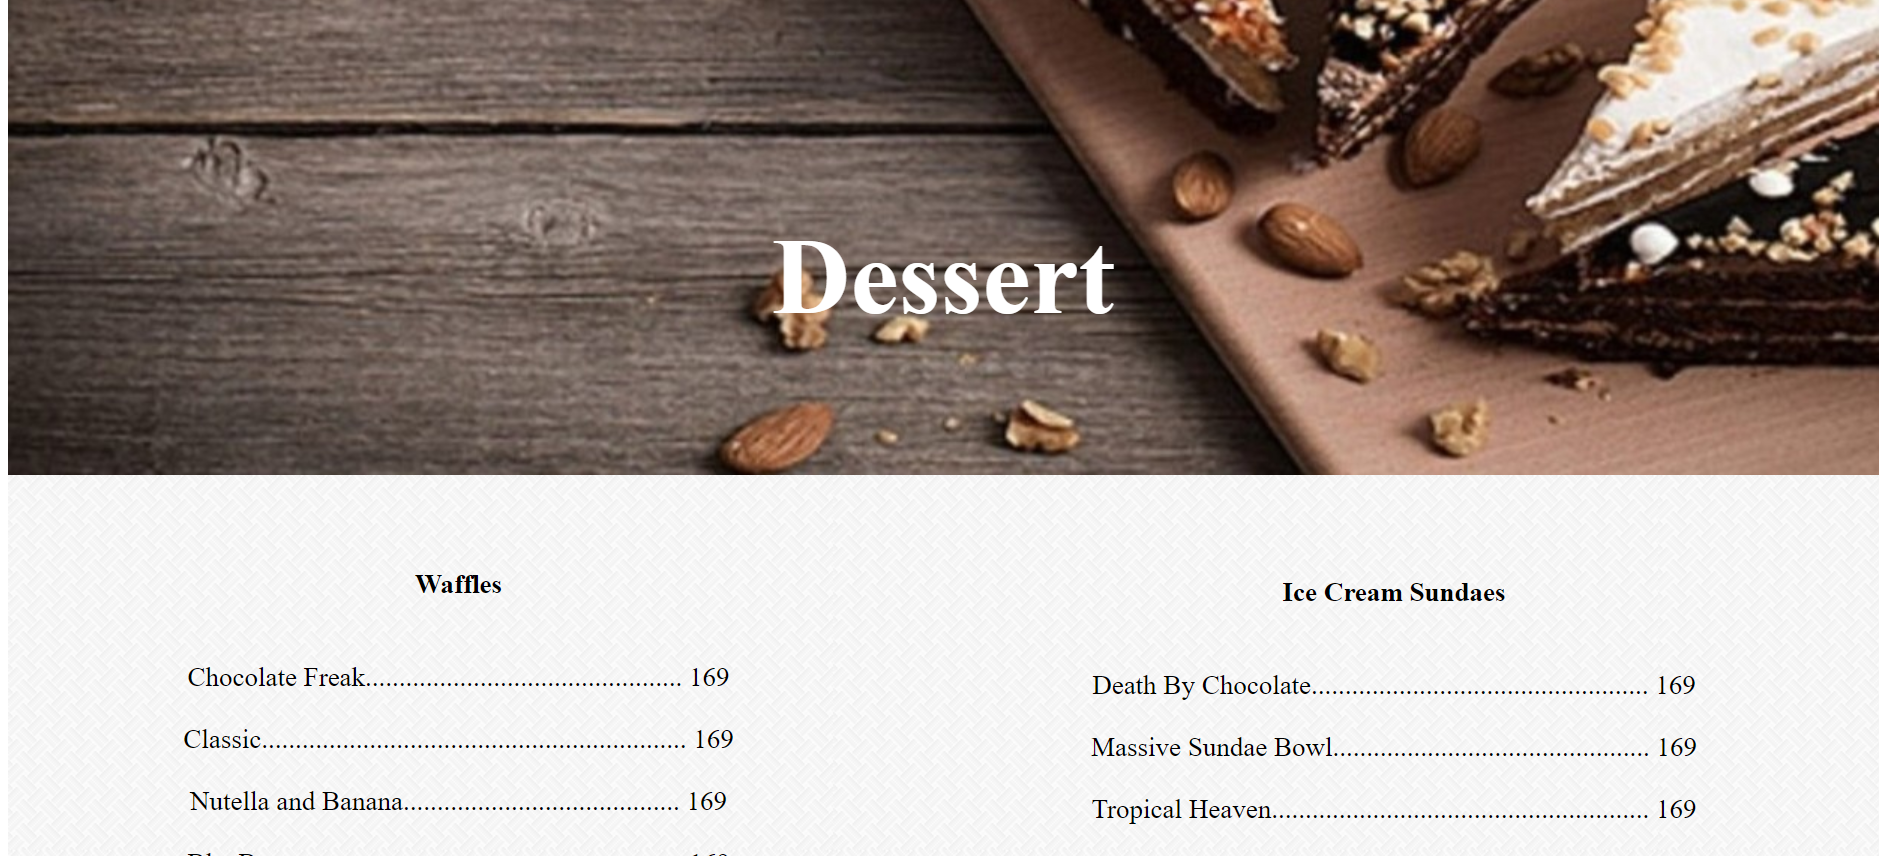 Dessert
Waffles
Chocolate Freak............................................... 169
Classic............................................................... 169
Nutella and Banana......................................... 169
169
Ice Cream Sundaes
Death By Chocolate.................................................. 169
Massive Sundae Bowl............................................... 169
Tropical Heaven........................................................ 169